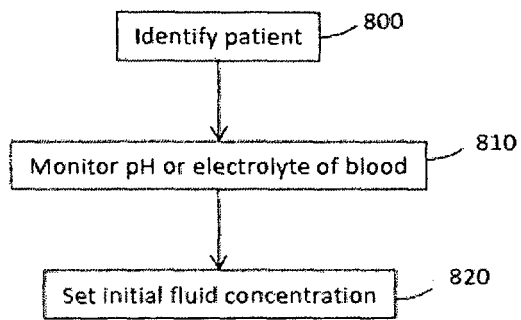 Identify patient
800
Monitor pH or electrolyte of blood
810
Set initial fluid concentration
820